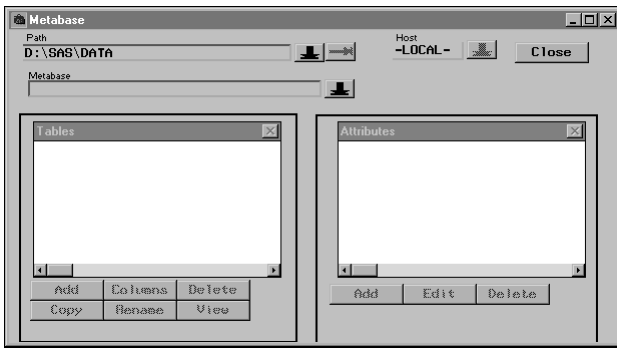 Metabase
Path
Host
D:\SAS\DATA
-LOCAL-
Close
Metabase
Tables
Attributes
Add Columns Delete
Copy Rename View
Add Edit Delete